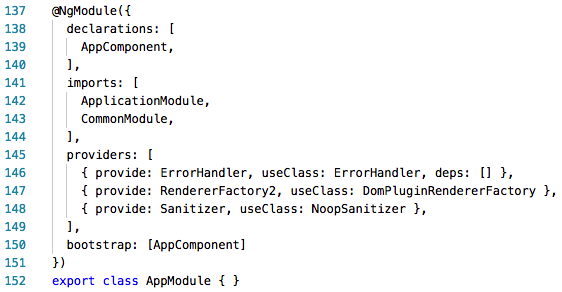 137 @NgModule({
138   declarations: [
139     AppComponent,
140   ],
141   imports: [
142     ApplicationModule,
143     CommonModule,
144   ],
145   providers: [
146     { provide: ErrorHandler, useClass: ErrorHandler, deps: [] },
147     { provide: RendererFactory2, useClass: DomPluginRendererFactory },
148     { provide: Sanitizer, useClass: NoopSanitizer },
149   ],
150   bootstrap: [AppComponent]
151 })
152 export class AppModule { }